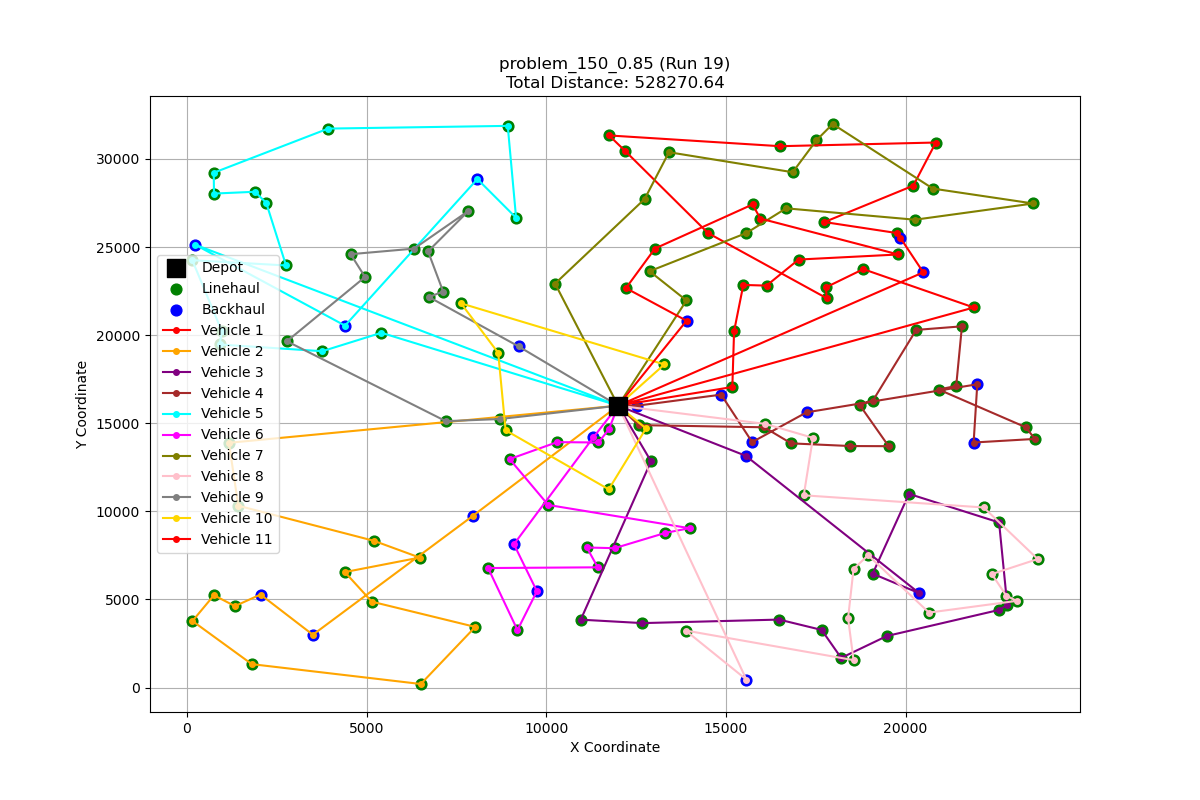 problem_150_0.85 (Run 19)
Total Distance: 528270.64
30000
25000
20000
15000
10000
5000
0
Y Coordinate
Depot
Linehaul
Backhaul
Vehicle 1
Vehicle 2
Vehicle 3
Vehicle 4
Vehicle 5
Vehicle 6
Vehicle 7
Vehicle 8
Vehicle 9
Vehicle 10
Vehicle 11
0
5000
10000
15000
20000
X Coordinate